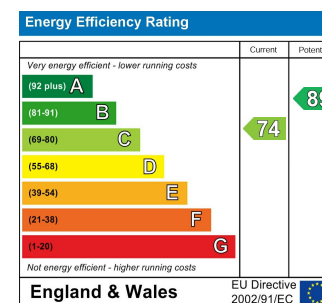 Energy Efficiency Rating
Current Potent
Very energy efficient - lower running costs
(92 plus) A
(81-91) B
89
(69-80) C
74
(55-68) D
(39-54) E
(21-38) F
(1-20) G
Not energy efficient - higher running costs
England & Wales
EU Directive
2002/91/EC